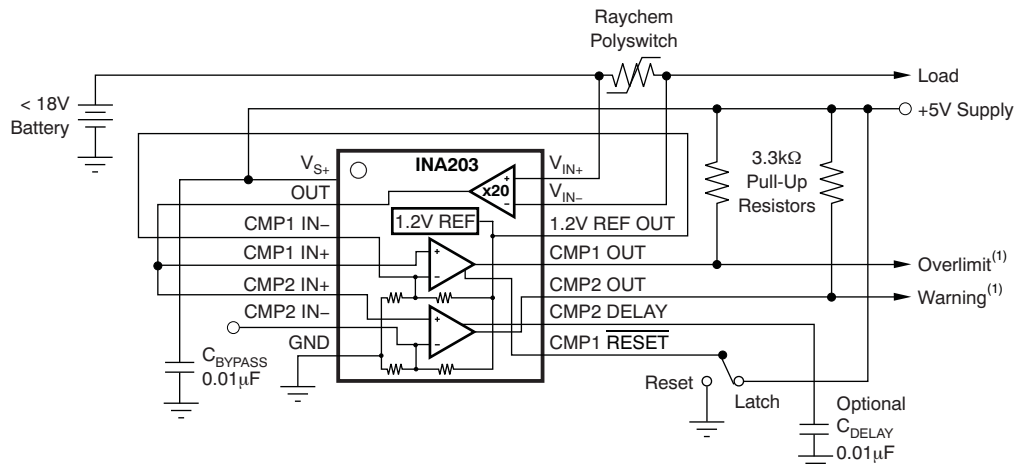 Raychem
Polyswitch
Load
< 18V
Battery
+5V Supply
INA203
V_S+
OUT
CMP1 IN−
CMP1 IN+
CMP2 IN+
CMP2 IN−
GND
x20
+
−
1.2V REF
+
−
+
−
V_IN+
V_IN−
1.2V REF OUT
CMP1 OUT
CMP2 OUT
CMP2 DELAY
CMP1 R̅E̅S̅E̅T̅
3.3kΩ
Pull-Up
Resistors
Overlimit(1)
Warning(1)
C_BYPASS
0.01μF
Reset
Latch
Optional
C_DELAY
0.01μF